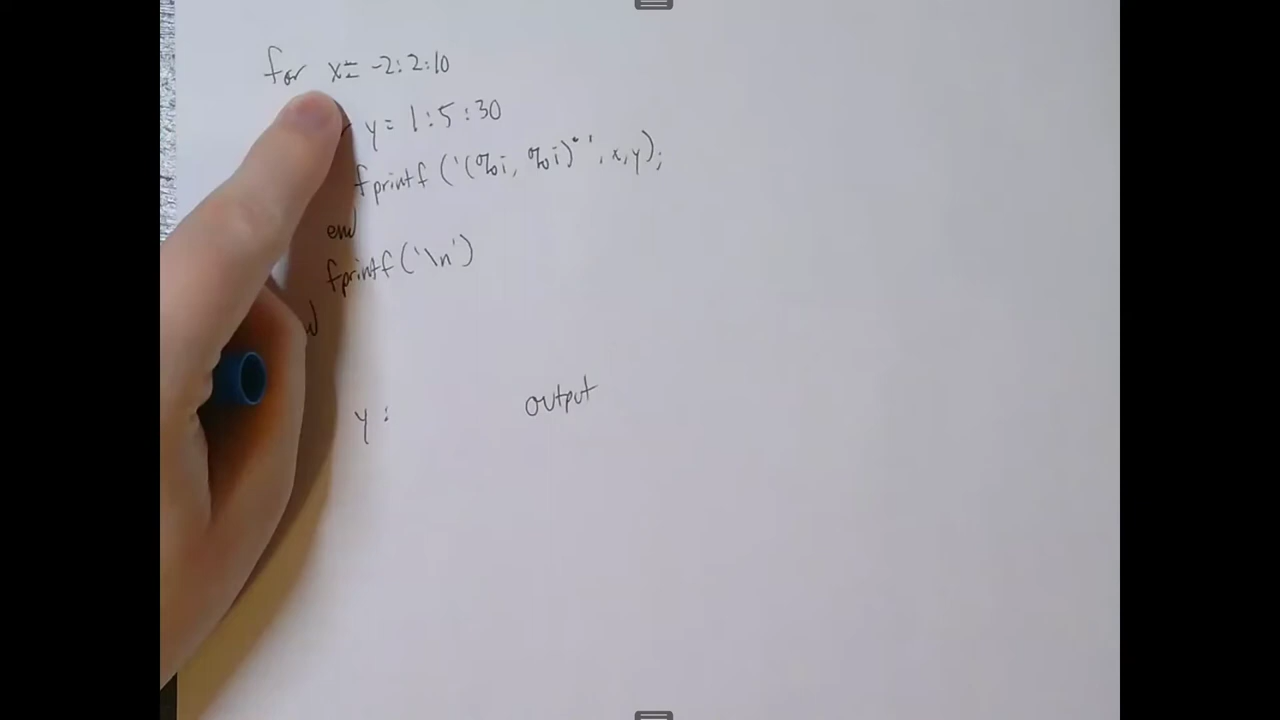 for x= -2:2:10
y= 1:5:30
fprintf ('(%i, %i) ', x,y);
end
fprintf('\n')
y: output